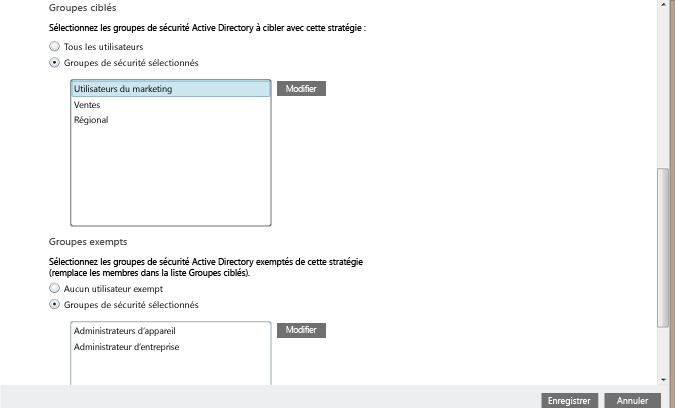 Groupes ciblés
Sélectionnez les groupes de sécurité Active Directory à cibler avec cette stratégie :
Tous les utilisateurs
Groupes de sécurité sélectionnés
Utilisateurs du marketing
Modifier
Ventes
Régional
Groupes exempts
Sélectionnez les groupes de sécurité Active Directory exemptés de cette stratégie
(remplace les membres dans la liste Groupes ciblés).
Aucun utilisateur exempt
Groupes de sécurité sélectionnés
Administrateurs d'appareil
Modifier
Administrateur d'entreprise
Enregistrer
Annuler